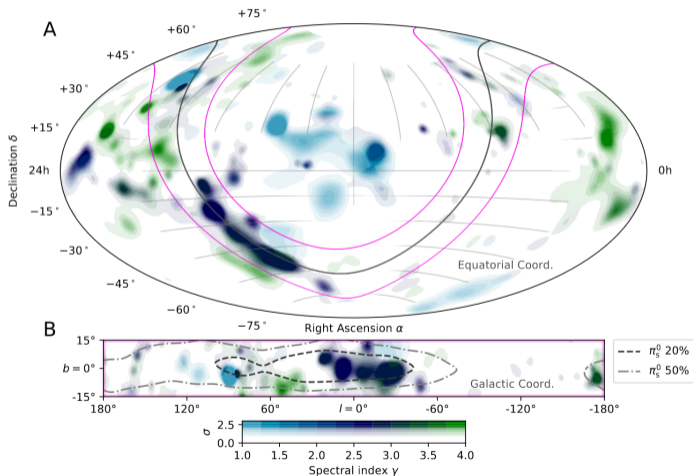 A
+75°
+60°
+45°
+30°
+15°
24h
0h
−15°
−30°
−45°
−60°
−75°
Declination δ
Equatorial Coord.
Right Ascension α
B
15°
b = 0°
−15°
Galactic Coord.
180°
120°
60°
l = 0°
−60°
−120°
−180°
π⁰ₛ 20%
π⁰ₛ 50%
σ
2.5
0.0
1.0
1.5
2.0
2.5
3.0
3.5
4.0
Spectral index γ